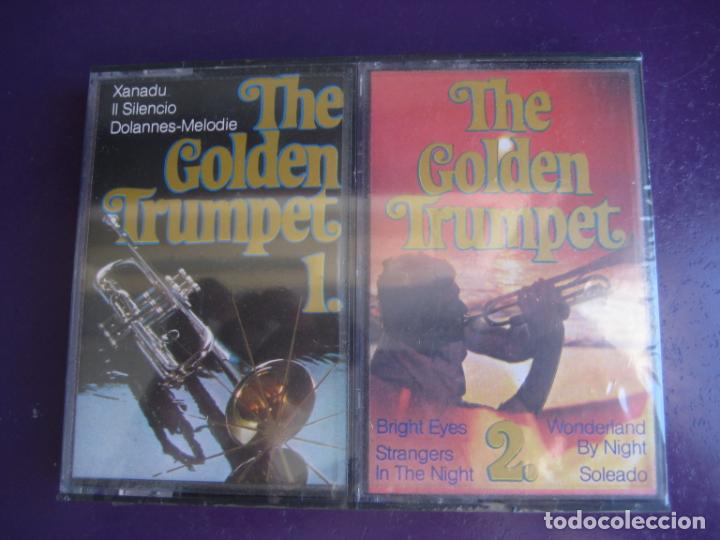 Xanadu
Il Silencio
Dolannes-Melodie
The
Golden
Trumpet
1.
The
Golden
Trumpet
Bright Eyes
Strangers
In The Night
2.
Wonderland
By Night
Soleado
todocoleccion.net